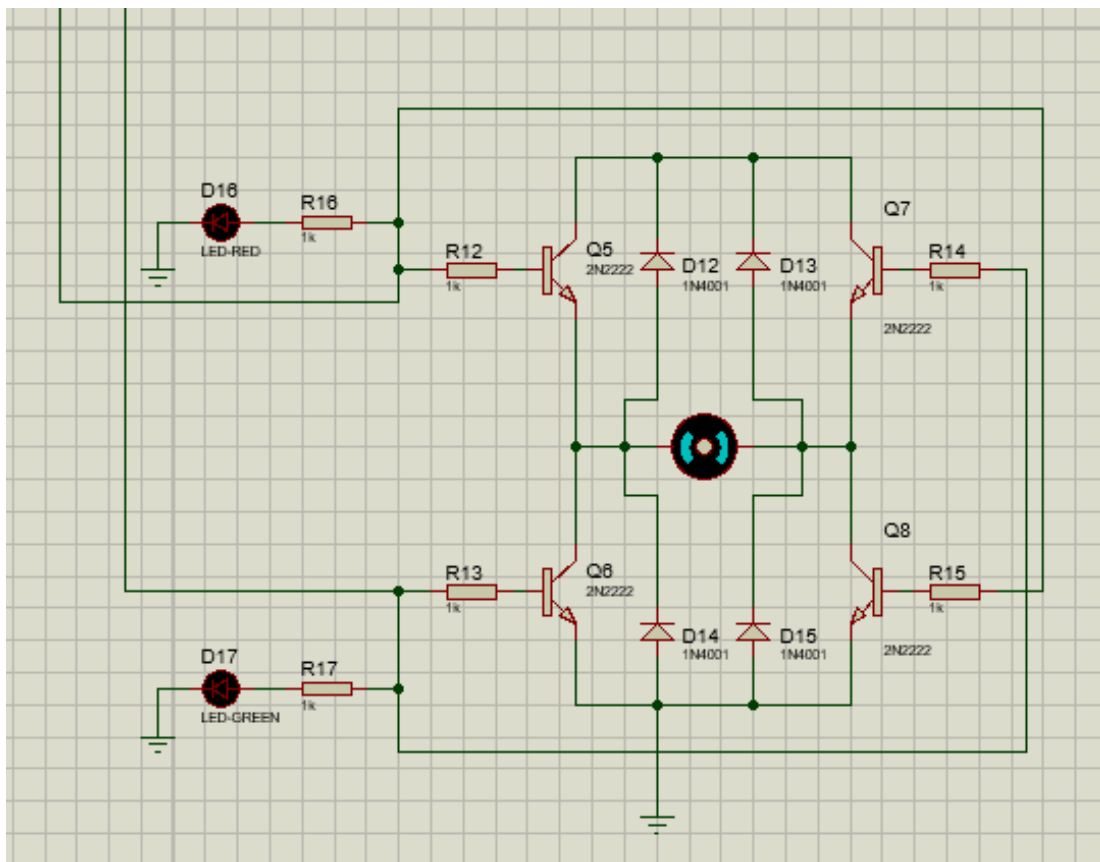 D16
R16
1k
LED-RED
R12
1k
Q5
2N2222
D12
1N4001
D13
1N4001
Q7
R14
1k
2N2222
R13
1k
Q6
2N2222
D14
1N4001
D15
1N4001
Q8
R15
1k
2N2222
D17
R17
1k
LED-GREEN